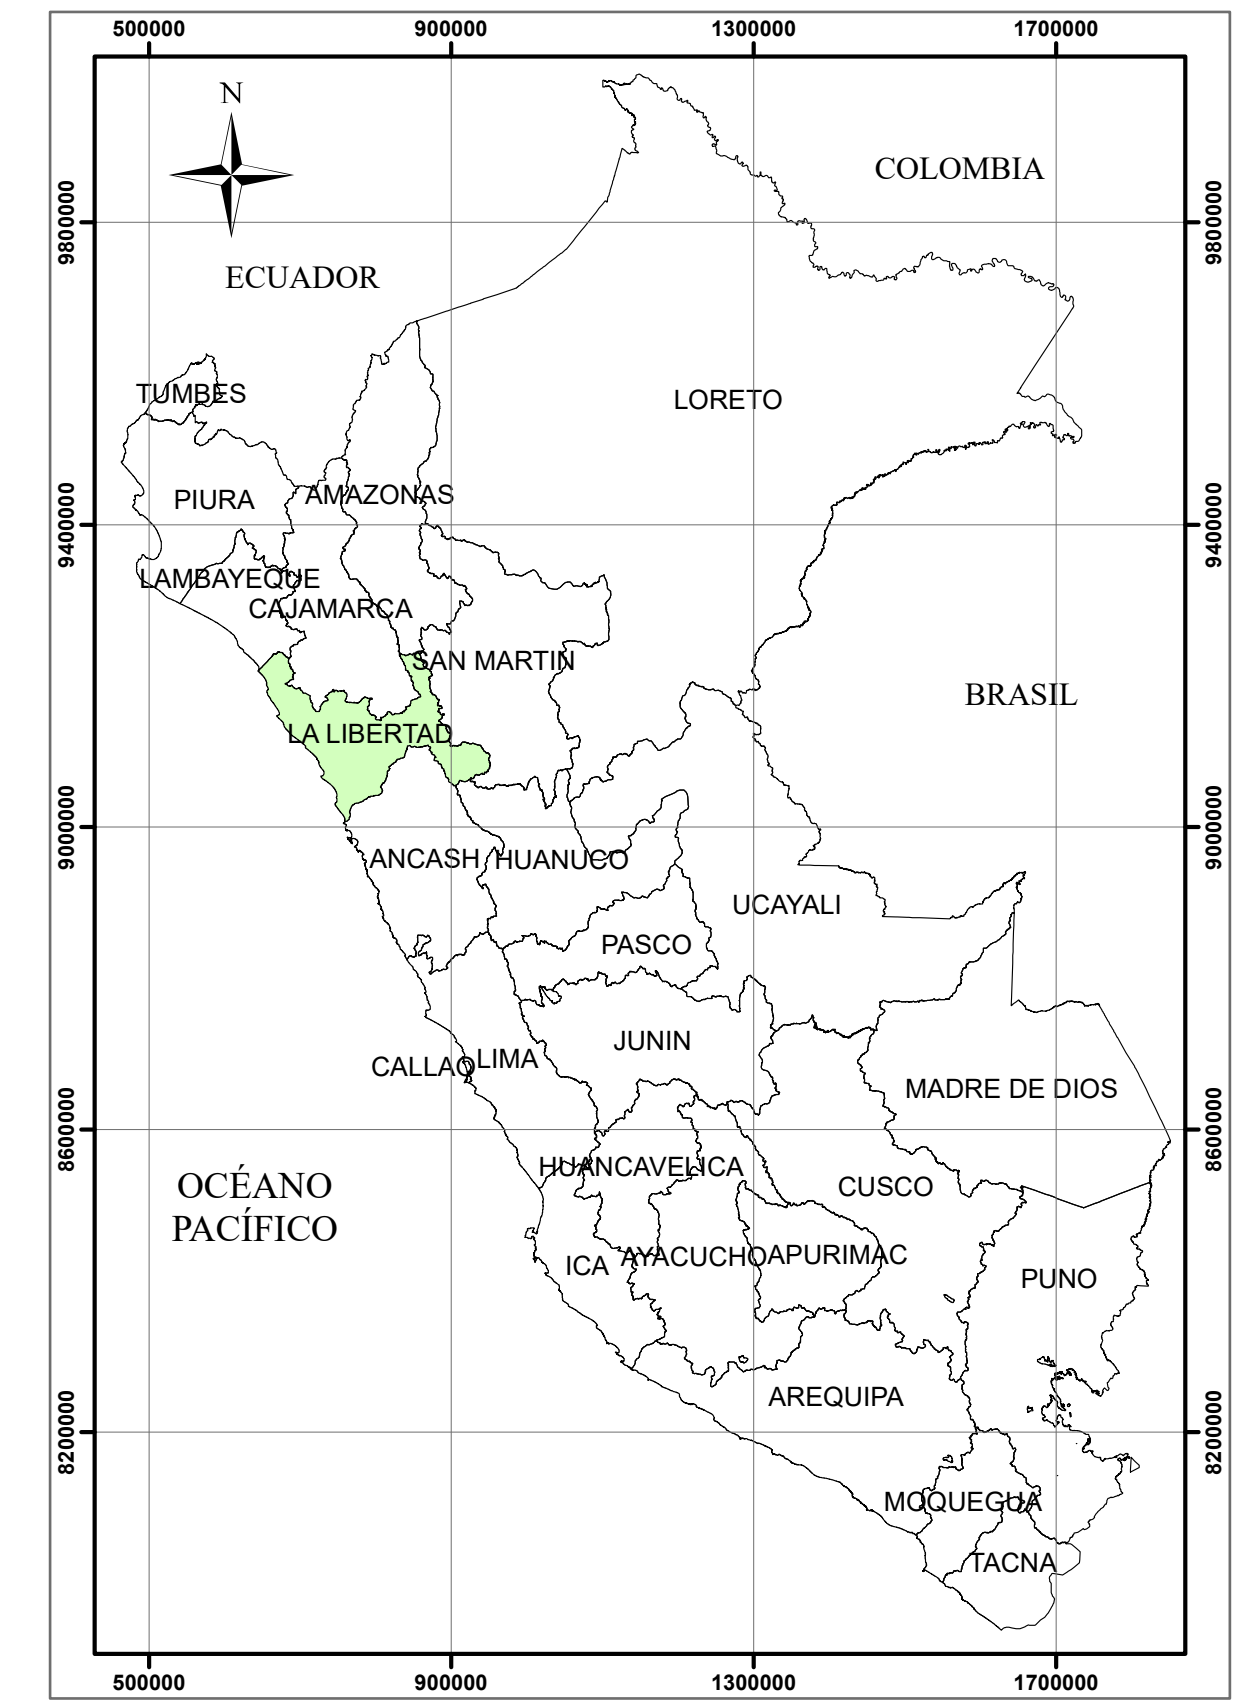 500000 900000 1300000 1700000
N
COLOMBIA
9800000 9800000
ECUADOR
TUMBES
LORETO
PIURA
AMAZONAS
9400000 9400000
LAMBAYEQUE
CAJAMARCA
SAN MARTIN
BRASIL
LA LIBERTAD
9000000 9000000
ANCASH
HUANUCO
UCAYALI
PASCO
JUNIN
LIMA
CALLAO
MADRE DE DIOS
8600000 8600000
HUANCAVELICA
OCÉANO
PACÍFICO
CUSCO
ICA
AYACUCHO
APURIMAC
PUNO
AREQUIPA
8200000 8200000
MOQUEGUA
TACNA
500000 900000 1300000 1700000